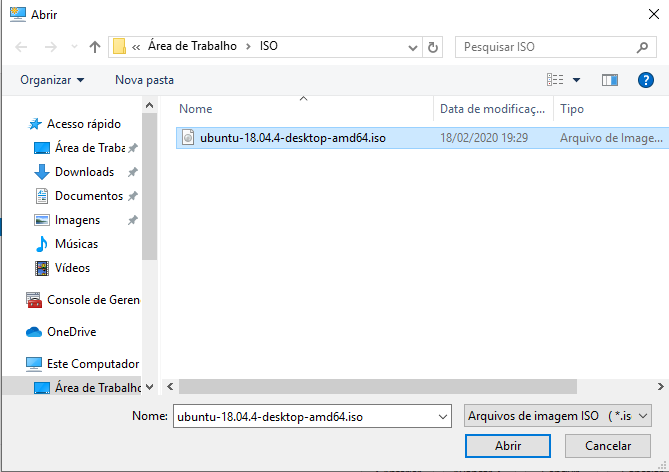 Abrir
« Área de Trabalho > ISO
Pesquisar ISO
Organizar
Nova pasta
Nome
Data de modificaç...
Tipo
ubuntu-18.04.4-desktop-amd64.iso
18/02/2020 19:29
Arquivo de Image...
Acesso rápido
Área de Traba
Downloads
Documentos
Imagens
Músicas
Vídeos
Console de Geren
OneDrive
Este Computador
Área de Trabalho
Nome:
ubuntu-18.04.4-desktop-amd64.iso
Arquivos de imagem ISO ( *.is
Abrir
Cancelar